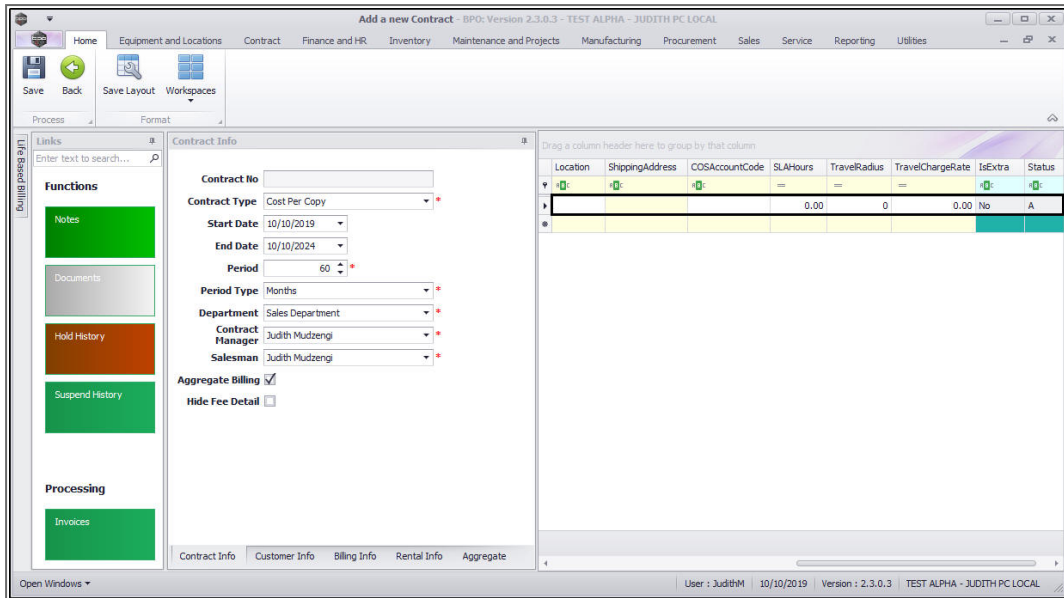 Add a new Contract - BPO: Version 2.3.0.3 - TEST ALPHA - JUDITH PC LOCAL
Home Equipment and Locations Contract Finance and HR Inventory Maintenance and Projects Manufacturing Procurement Sales Service Reporting Utilities
Save Back Save Layout Workspaces
Process Format
Life Based Billing
Links
Enter text to search...
Functions
Notes
Documents
Hold History
Suspend History
Processing
Invoices
Contract Info
Contract No
Contract Type Cost Per Copy *
Start Date 10/10/2019
End Date 10/10/2024
Period 60 *
Period Type Months *
Department Sales Department *
Contract Manager Judith Mudzengi *
Salesman Judith Mudzengi *
Aggregate Billing
Hide Fee Detail
Contract Info Customer Info Billing Info Rental Info Aggregate
Drag a column header here to group by that column
Location ShippingAddress COSAccountCode SLAHours TravelRadius TravelChargeRate IsExtra Status
= = =
0.00 0 0.00 No A
Open Windows
User : JudithM 10/10/2019 Version : 2.3.0.3 TEST ALPHA - JUDITH PC LOCAL